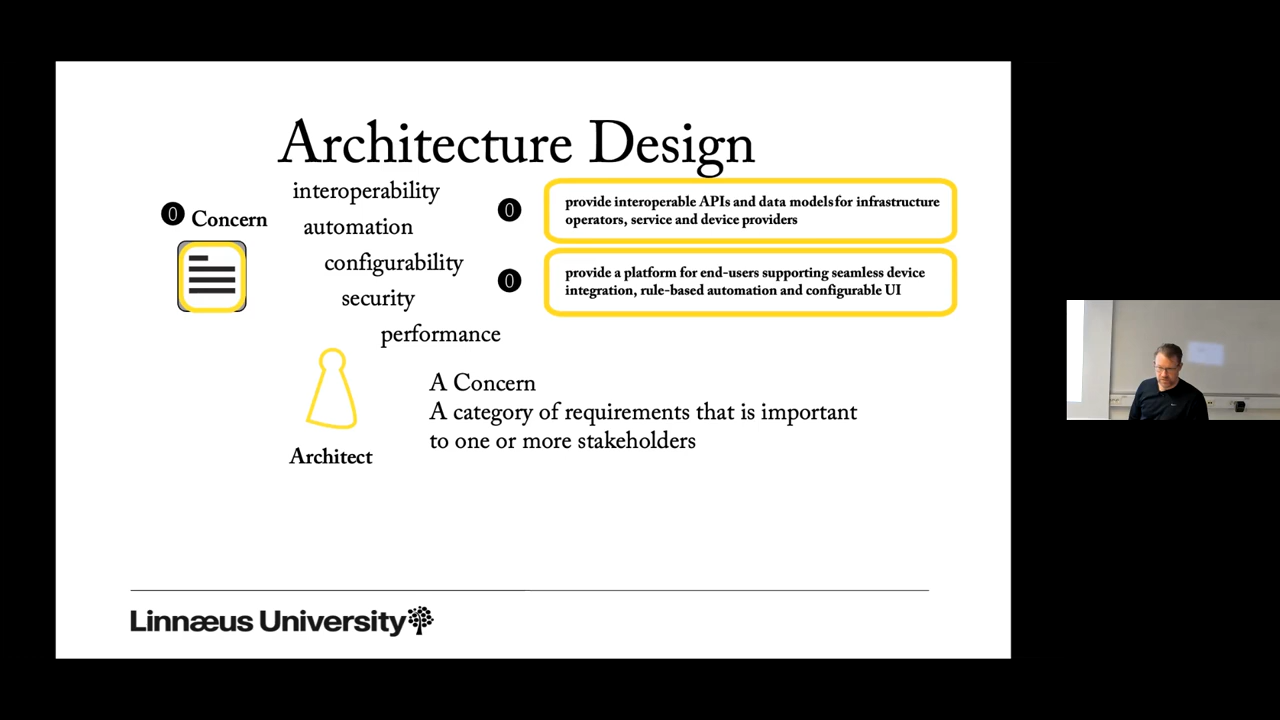 Architecture Design
interoperability
automation
configurability
security
performance
0 Concern
0
provide interoperable APIs and data models for infrastructure
operators, service and device providers
0
provide a platform for end-users supporting seamless device
integration, rule-based automation and configurable UI
A Concern
A category of requirements that is important
to one or more stakeholders
Architect
Linnæus University